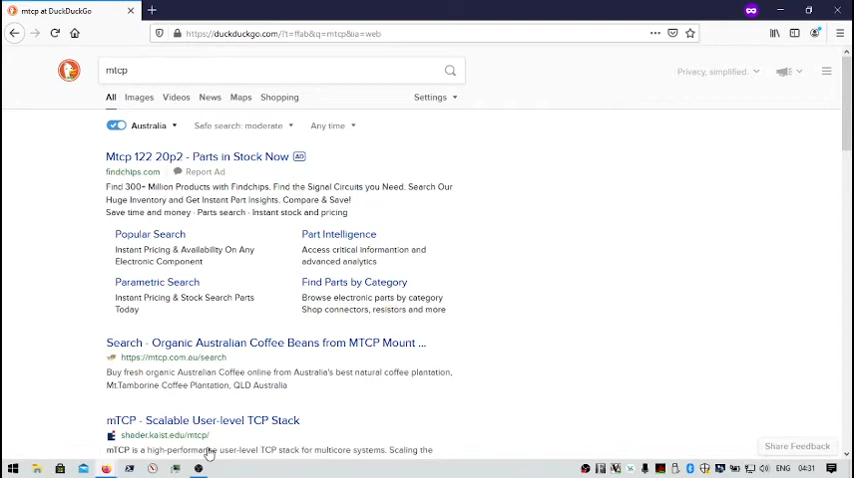 mtcp at DuckDuckGo
https://duckduckgo.com/?t=ffab&q=mtcp&ia=web
mtcp
Privacy, simplified.
All Images Videos News Maps Shopping Settings
Australia Safe search: moderate Any time
Mtcp 122 20p2 - Parts in Stock Now AD
findchips.com Report Ad
Find 300+ Million Products with Findchips. Find the Signal Circuits you Need. Search Our
Huge Inventory and Get Instant Part Insights. Compare & Save!
Save time and money · Parts search · Instant stock and pricing
Popular Search
Instant Pricing & Availability On Any
Electronic Component
Part Intelligence
Access critical information and
advanced analytics
Parametric Search
Instant Pricing & Stock Search Parts
Today
Find Parts by Category
Browse electronic parts by category
Shop connectors, resistors and more
Search - Organic Australian Coffee Beans from MTCP Mount ...
https://mtcp.com.au/search
Buy fresh organic Australian Coffee online from Australia's best natural coffee plantation,
Mt.Tamborine Coffee Plantation, QLD Australia
mTCP - Scalable User-level TCP Stack
shader.kaist.edu/mtcp/
mTCP is a high-performance user-level TCP stack for multicore systems. Scaling the
Share Feedback
ENG 04:31